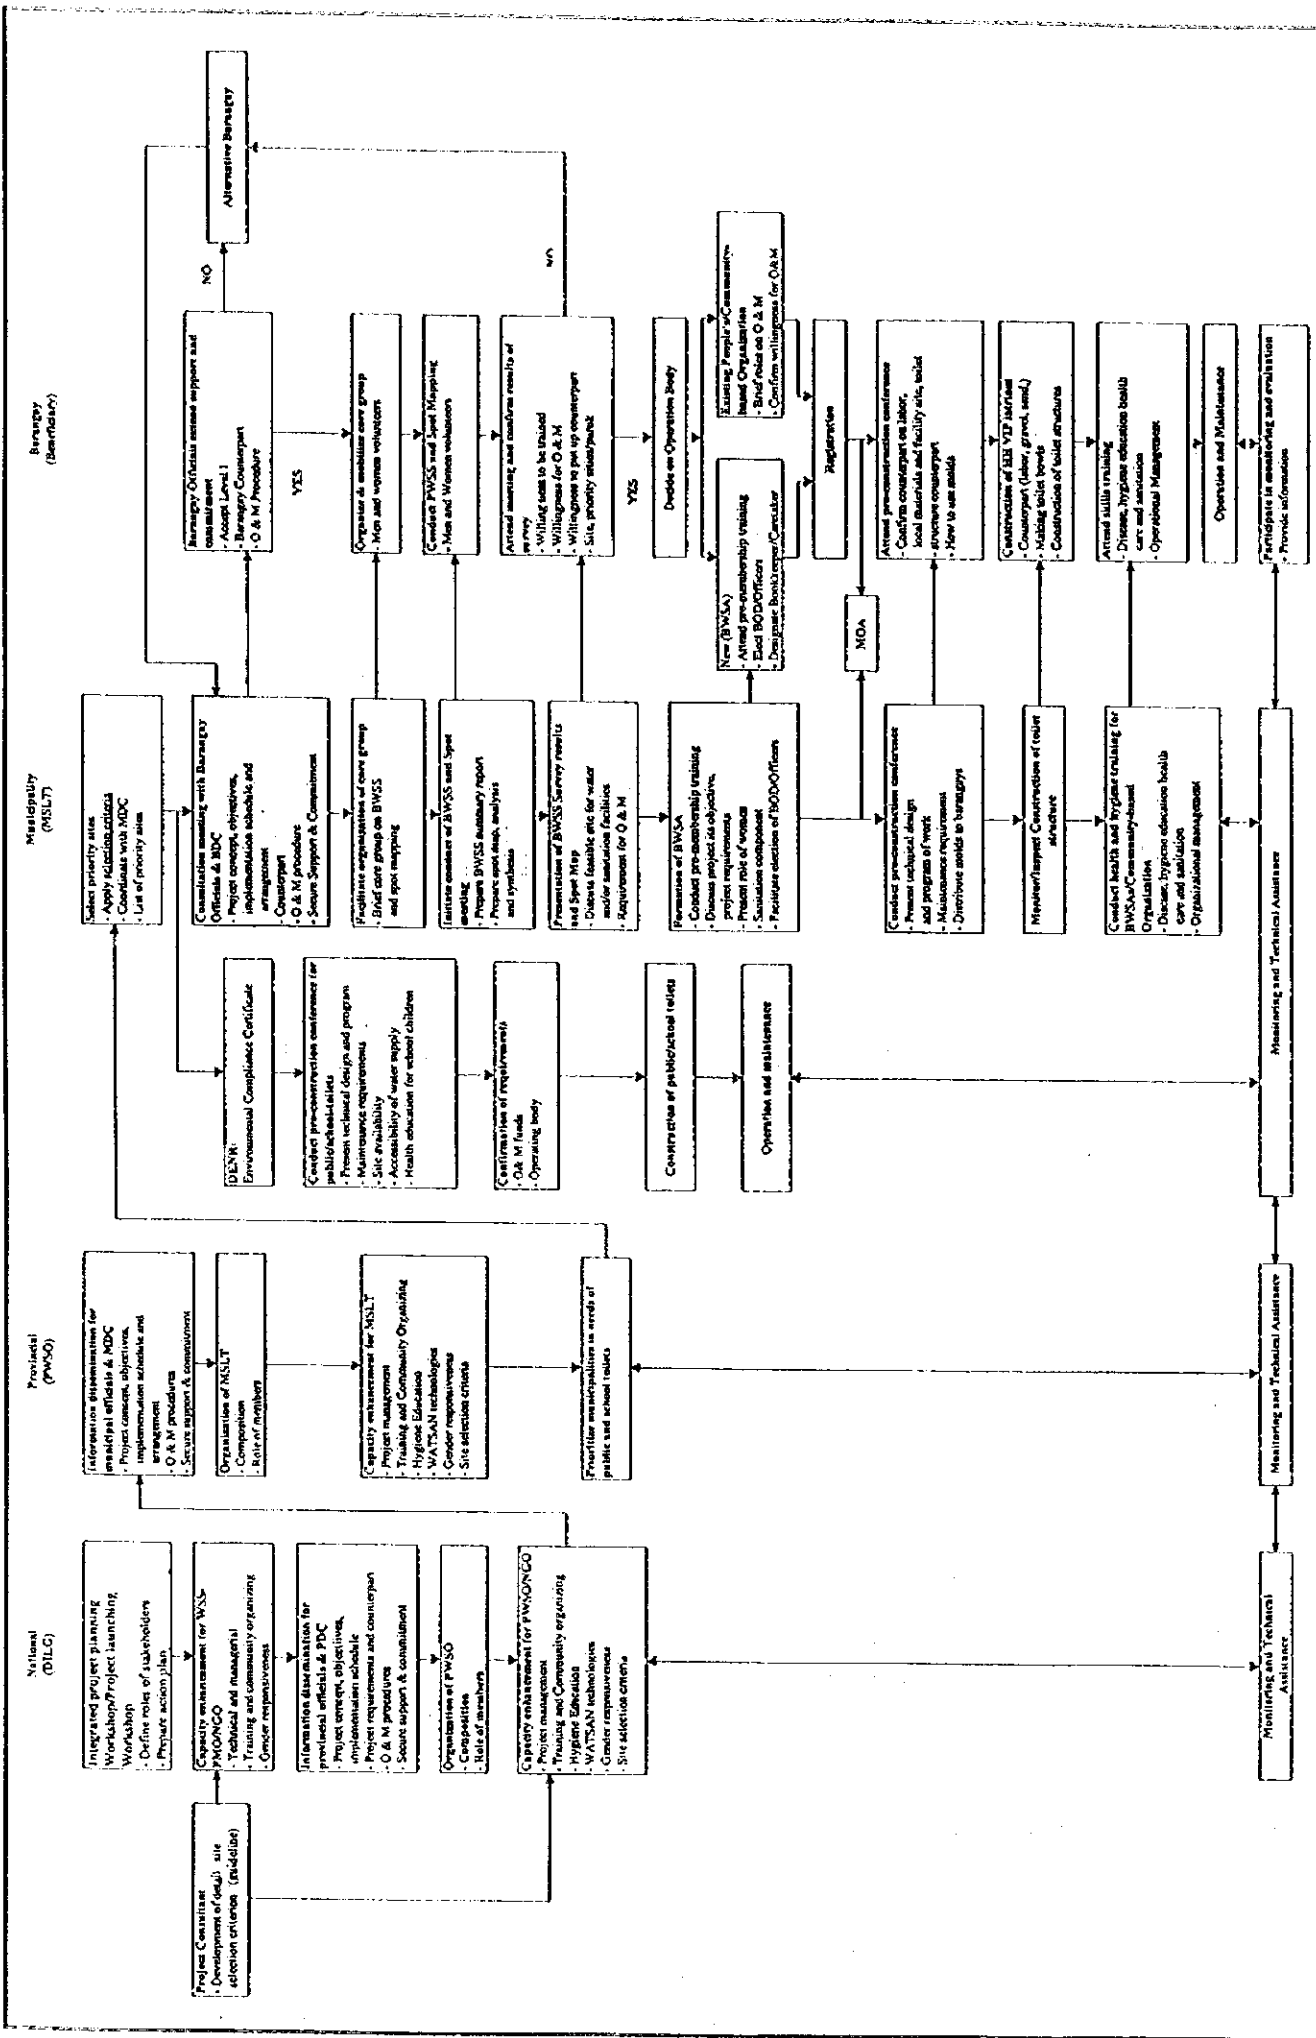 National
(DILG)
Provincial
(PWSO)
Municipality
(MSLT)
Barangay
(Beneficiary)
Project Consultant
- Development of detail site
selection criterion (guideline)
Integrated project planning
Workshop/Project launching
Workshop
- Define roles of stakeholders
- Prepare action plan
Capacity enhancement for WSS-
PMO/NGO
- Technical and managerial
- Training and community organizing
- Gender responsiveness
Information dissemination for
provincial officials & PDC
- Project concept, objectives,
implementation schedule
- Project requirements and counterpart
- O & M procedures
- Secure support & commitment
Organization of PWSO
- Composition
- Role of members
Capacity enhancement for PWSO/NGO
- Project management
- Training and Community organizing
- Hygiene Education
- WATSAN technologies
- Gender responsiveness
- Site selection criteria
Monitoring and Technical
Assistance
Information dissemination for
municipal officials & MDC
- Project concept, objectives,
implementation schedule and
arrangement
- O & M procedures
- Secure support & commitment
Organization of MSLT
- Composition
- Role of members
Capacity enhancement for MSLT
- Project management
- Training and Community Organizing
- Hygiene Education
- WATSAN technologies
- Gender responsiveness
- Site selection criteria
Prioritize municipalities in needs of
public and school toilets
Monitoring and Technical Assistance
Select priority sites
- Apply selection criteria
- Coordinate with MDC
- List of priority sites
DENR:
Environmental Compliance Certificate
Conduct pre-construction conference for
public/school-toilets
- Present technical design and program
- Maintenance requirements
- Site availability
- Accessibility of water supply
- Health education for school children
Confirmation of requirements
- O& M funds
- Operating body
Construction of public/school toilets
Operation and maintenance
Consultation meeting with Barangay
Officials & BDC
- Project concept, objectives,
implementation schedule and
arrangement
- Counterpart
- O & M procedure
- Secure Support & Commitment
Facilitate organization of core group
- Brief core group on BWSS
and spot mapping
Initiate conduct of BWSS and Spot
meeting
- Prepare BWSS summary report
- Prepare spot map, analysis
and synthesis
Presentation of BWSS Survey results
and Spot Map
- Discuss feasible site for water
and/or sanitation facilities
- Requirement for O & M
Formation of BWSA
- Conduct pre-membership training
- Discuss project its objective,
project requirements
- Present role of women
- Sanitation component
- Facilitate election of BOD/Officers
Conduct pre-construction conference
- Present technical design
and program of work
- Maintenance requirement
- Distribute molds to barangays
Monitor/Inspect Construction of toilet
structure
Conduct health and hygiene training for
BWSAs/Community-based
Organization
- Disease, hygiene education health
care and sanitation
- Organizational management
Monitoring and Technical Assistance
Barangay Officials extend support and
commitment
- Accept Level 1
- Barangay Counterpart
- O & M Procedure
NO
Alternative Barangay
YES
Organize & mobilize core group
- Men and women volunteers
Conduct PWSS and Spot Mapping
- Men and Women volunteers
Attend meeting and confirm results of
survey
- Willingness to be trained
- Willingness for O & M
- Willingness to put up counterpart
- Site, priority sitios/purok
NO
YES
Decide on Operation Body
New (BWSA)
- Attend pre-membership training
- Elect BOD/Officers
- Designate Bookkeeper/Caretaker
Existing People's/Community-
based Organization
- Brief roles on O & M
- Confirm willingness for O&M
Registration
MOA
Attend pre-construction conference
- Confirm counterpart on labor,
local materials and facility site, toilet
- structure counterpart
- How to use molds
Construction of HH VIP latrines
- Counterpart (labor, gravel, sand,)
- Making toilet bowls
- Construction of toilet structures
Attend skills training
- Disease, hygiene education health
care and sanitation
- Operational Management
Operation and Maintenance
Participate in monitoring and evaluation
- Provide information